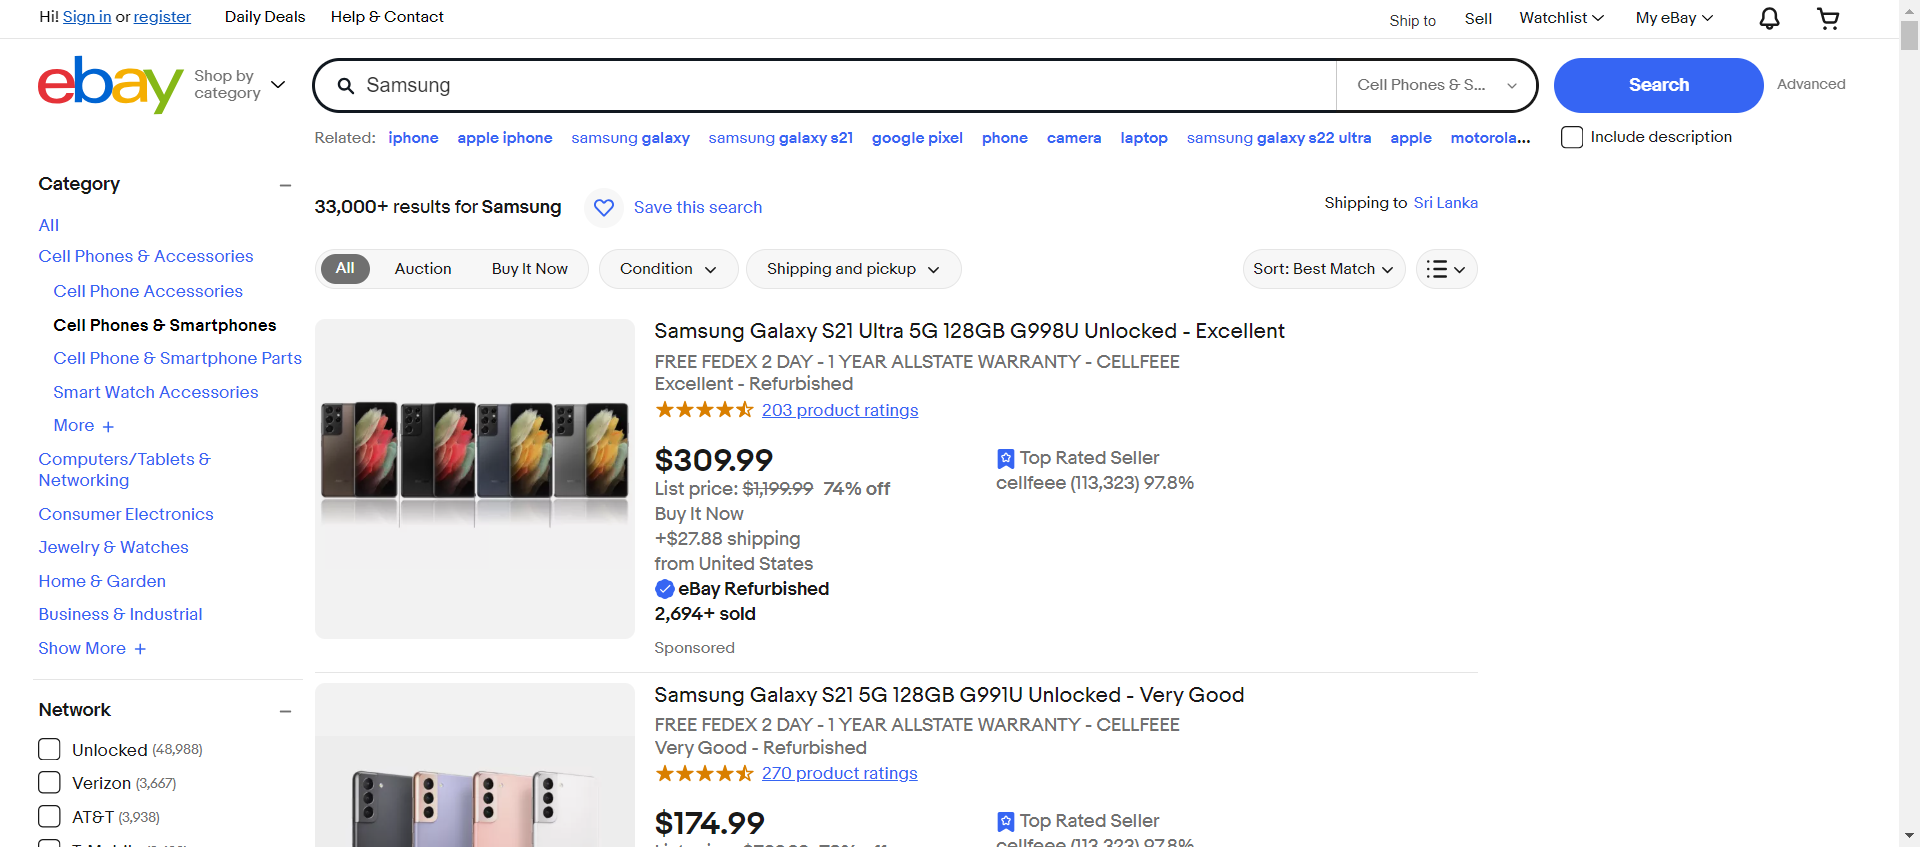 Hi! Sign in or register
Daily Deals
Help & Contact
Ship to
Sell
Watchlist
My eBay
ebay
Shop by
category
Samsung
Cell Phones & S...
Search
Advanced
Related: iphone apple iphone samsung galaxy samsung galaxy s21 google pixel phone camera laptop samsung galaxy s22 ultra apple motorola...
Include description
Category
All
Cell Phones & Accessories
Cell Phone Accessories
Cell Phones & Smartphones
Cell Phone & Smartphone Parts
Smart Watch Accessories
More +
Computers/Tablets &
Networking
Consumer Electronics
Jewelry & Watches
Home & Garden
Business & Industrial
Show More +
Network
Unlocked (48,988)
Verizon (3,667)
AT&T (3,938)
33,000+ results for Samsung
Save this search
Shipping to Sri Lanka
All
Auction
Buy It Now
Condition
Shipping and pickup
Sort: Best Match
Samsung Galaxy S21 Ultra 5G 128GB G998U Unlocked - Excellent
FREE FEDEX 2 DAY - 1 YEAR ALLSTATE WARRANTY - CELLFEEE
Excellent - Refurbished
203 product ratings
$309.99
List price: $1,199.99 74% off
Buy It Now
+$27.88 shipping
from United States
eBay Refurbished
2,694+ sold
Sponsored
Top Rated Seller
cellfeee (113,323) 97.8%
Samsung Galaxy S21 5G 128GB G991U Unlocked - Very Good
FREE FEDEX 2 DAY - 1 YEAR ALLSTATE WARRANTY - CELLFEEE
Very Good - Refurbished
270 product ratings
$174.99
Top Rated Seller
cellfeee (113,323) 97.8%